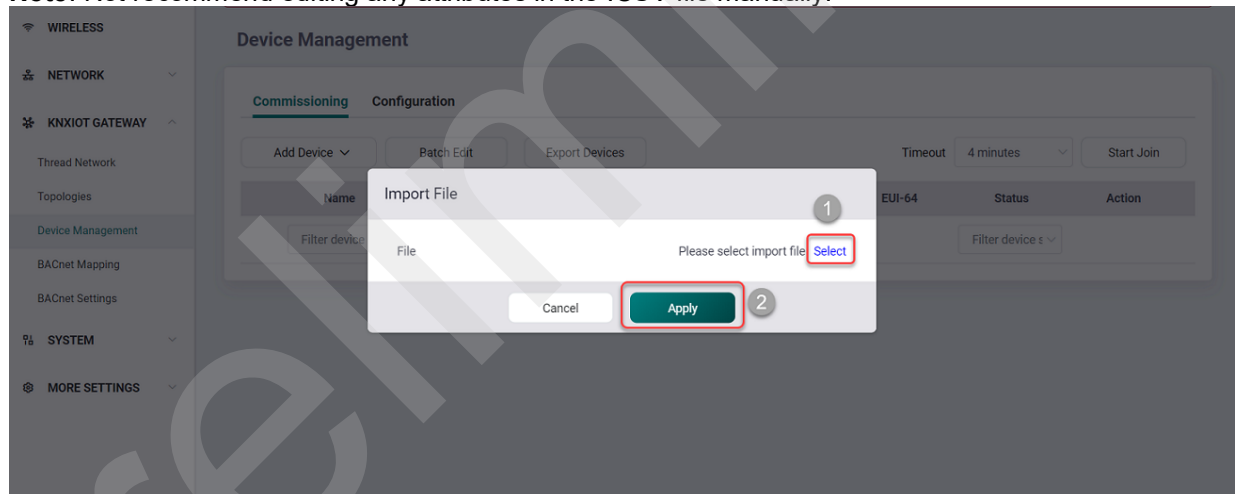 WIRELESS
Device Management
NETWORK
Commissioning Configuration
KNXIOT GATEWAY
Add Device Batch Edit Export Devices Timeout 4 minutes Start Join
Thread Network
Name EUI-64 Status Action
Topologies
Import File
1
Device Management
Filter device Filter device s
File Please select import file Select
BACnet Mapping
BACnet Settings
Cancel Apply 2
SYSTEM
MORE SETTINGS